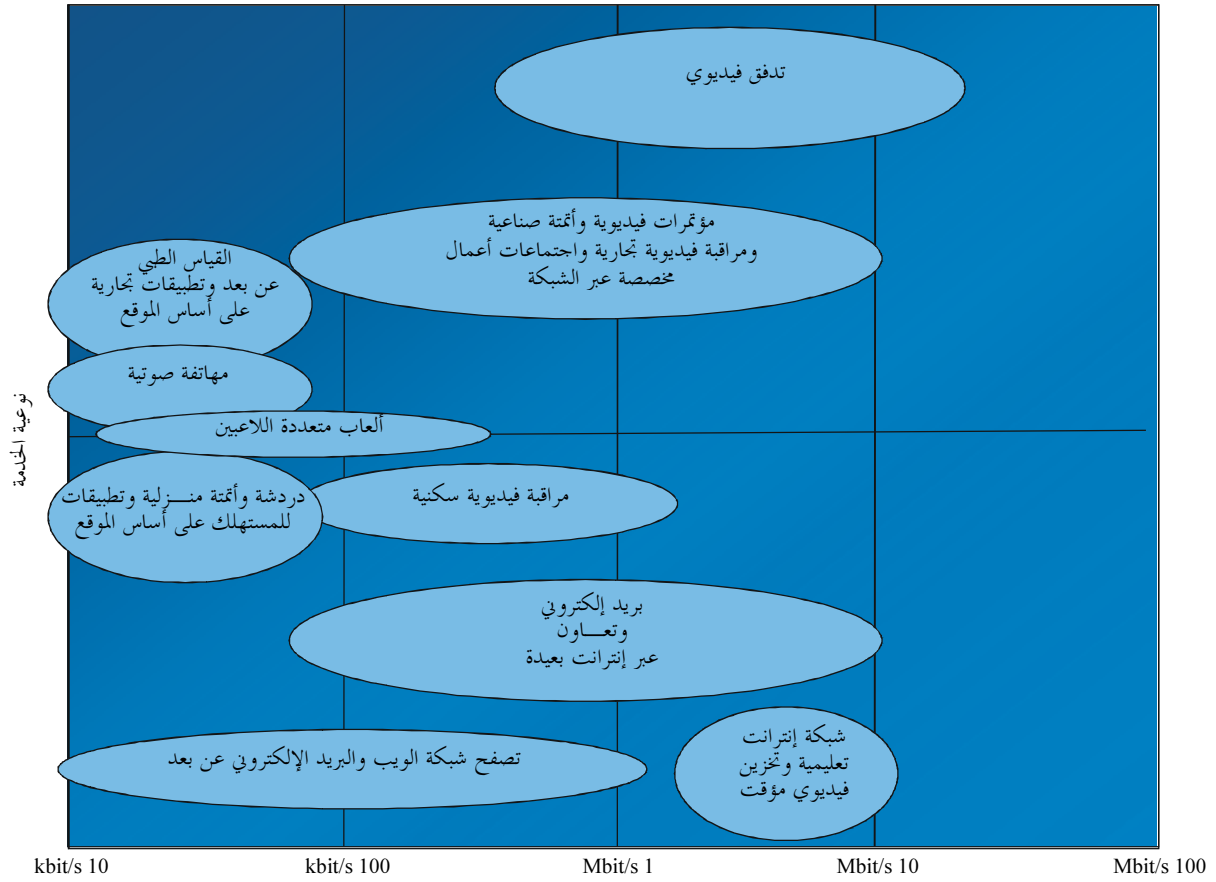 تدفق فيديوي
مؤتمرات فيديوية وأتمتة صناعية
ومراقبة فيديوية تجارية واجتماعات أعمال
مخصصة عبر الشبكة
القياس الطبي
عن بعد وتطبيقات تجارية
على أساس الموقع
مهاتفة صوتية
ألعاب متعددة اللاعبين
نوعية الخدمة
مراقبة فيديوية سكنية
دردشة وأتمتة منـــزلية وتطبيقات
للمستهلك على أساس الموقع
بريد إلكتروني
وتعـــاون
عبر إنترانت بعيدة
شبكة إنترانت
تعليمية وتخزين
فيديوي مؤقت
تصفح شبكة الويب والبريد الإلكتروني عن بعد
kbit/s 10
kbit/s 100
Mbit/s 1
Mbit/s 10
Mbit/s 100